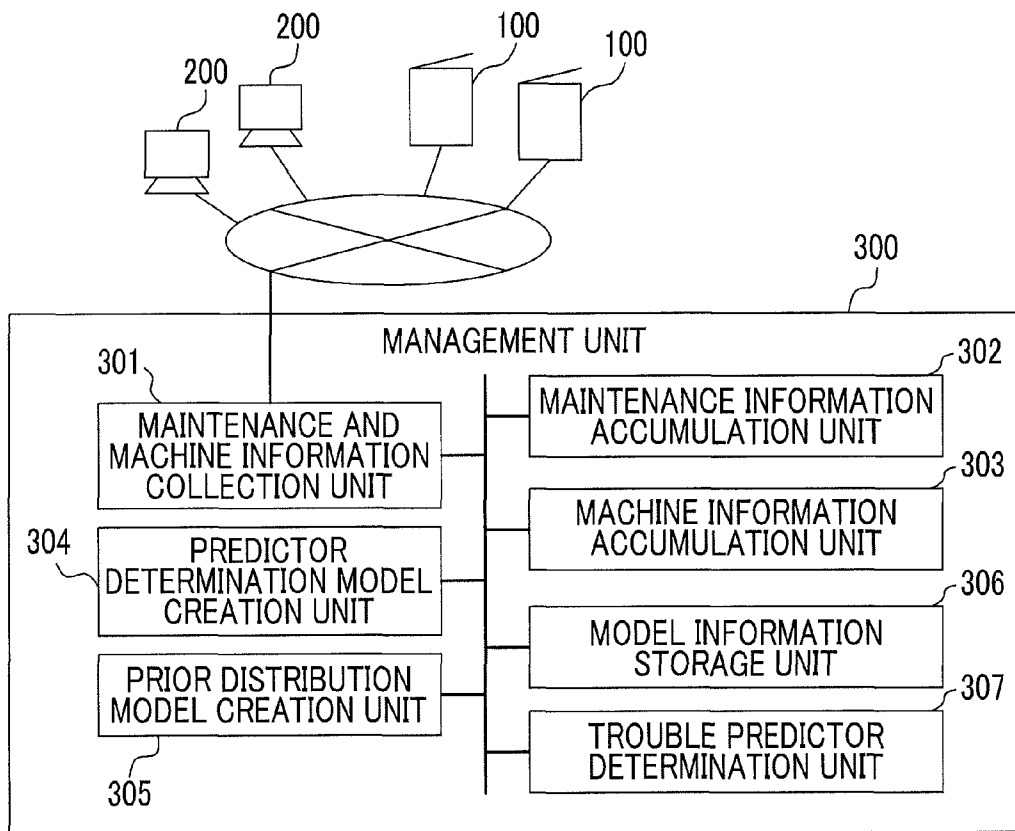 200
200
100
100
300
MANAGEMENT UNIT
301
MAINTENANCE AND
MACHINE INFORMATION
COLLECTION UNIT
302
MAINTENANCE INFORMATION
ACCUMULATION UNIT
303
MACHINE INFORMATION
ACCUMULATION UNIT
304
PREDICTOR
DETERMINATION MODEL
CREATION UNIT
306
MODEL INFORMATION
STORAGE UNIT
PRIOR DISTRIBUTION
MODEL CREATION UNIT
305
307
TROUBLE PREDICTOR
DETERMINATION UNIT